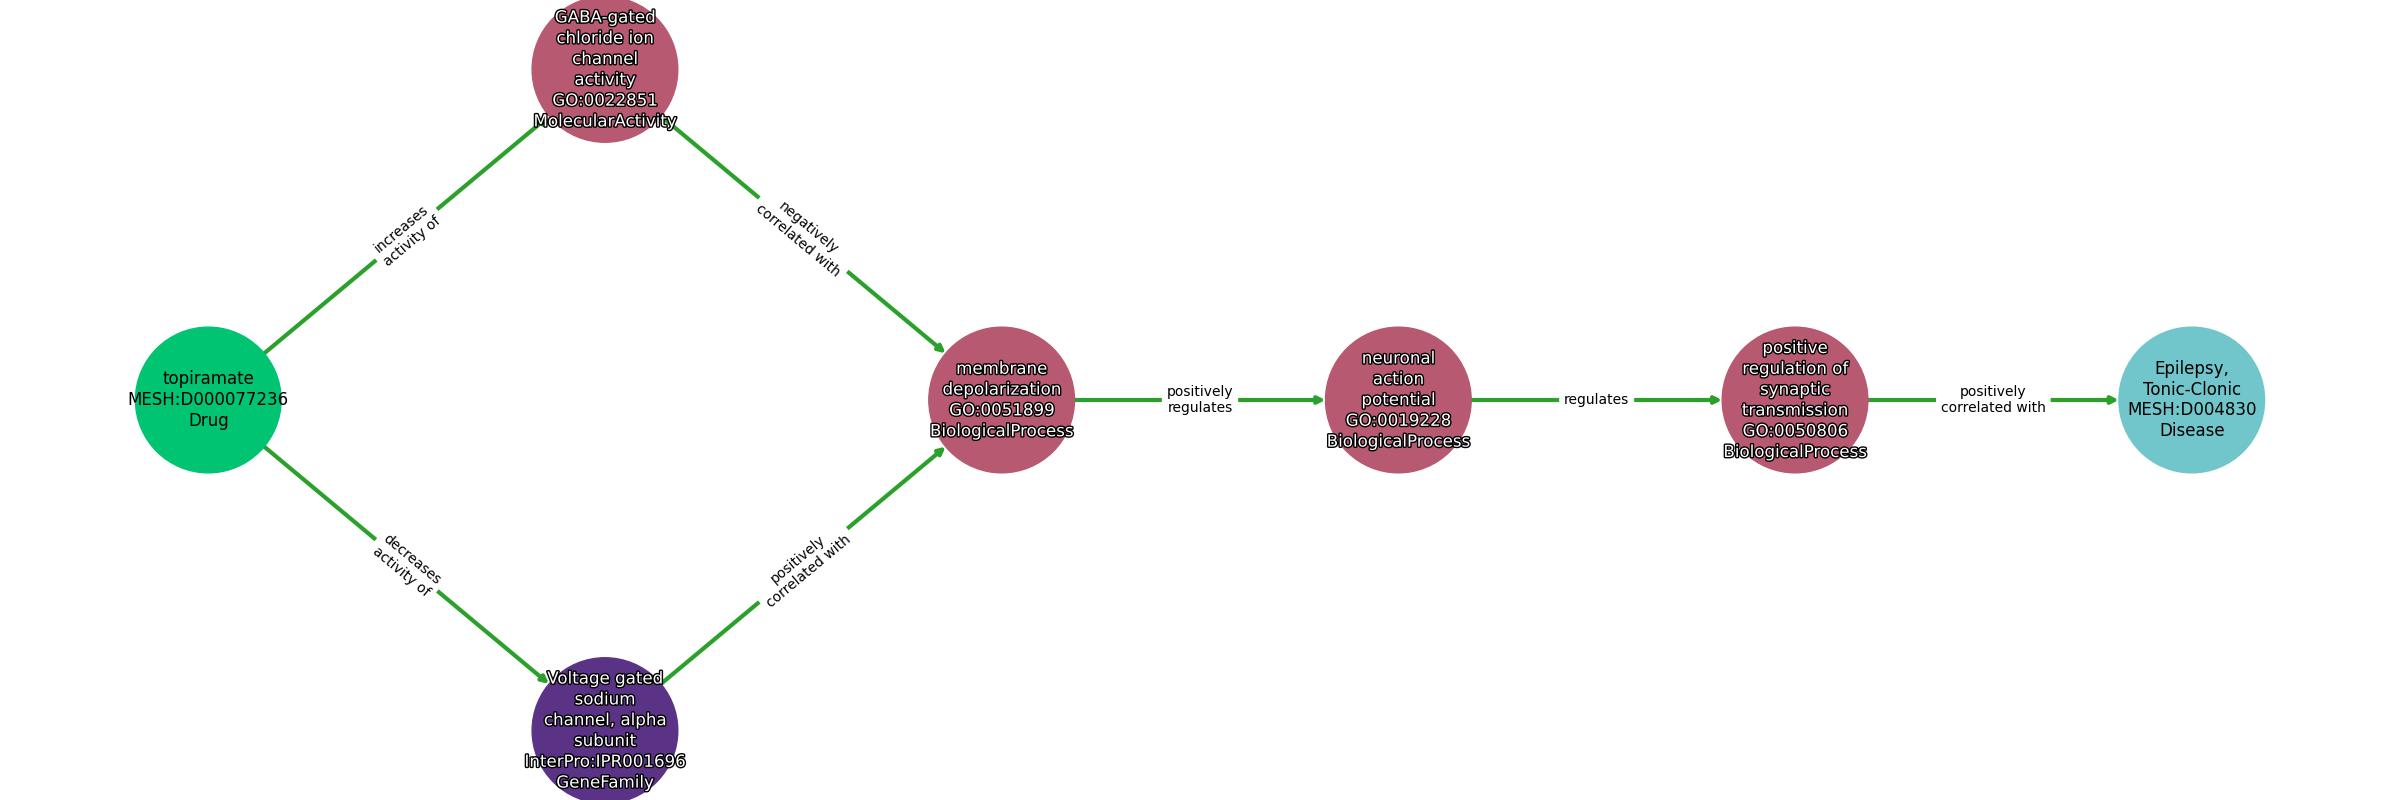 GABA-gated
chloride ion
channel
activity
GO:0022851
MolecularActivity
increases
activity of
negatively
correlated with
topiramate
MESH:D000077236
Drug
membrane
depolarization
GO:0051899
BiologicalProcess
positively
regulates
neuronal
action
potential
GO:0019228
BiologicalProcess
regulates
positive
regulation of
synaptic
transmission
GO:0050806
BiologicalProcess
positively
correlated with
Epilepsy,
Tonic-Clonic
MESH:D004830
Disease
decreases
activity of
positively
correlated with
Voltage gated
sodium
channel, alpha
subunit
InterPro:IPR001696
GeneFamily